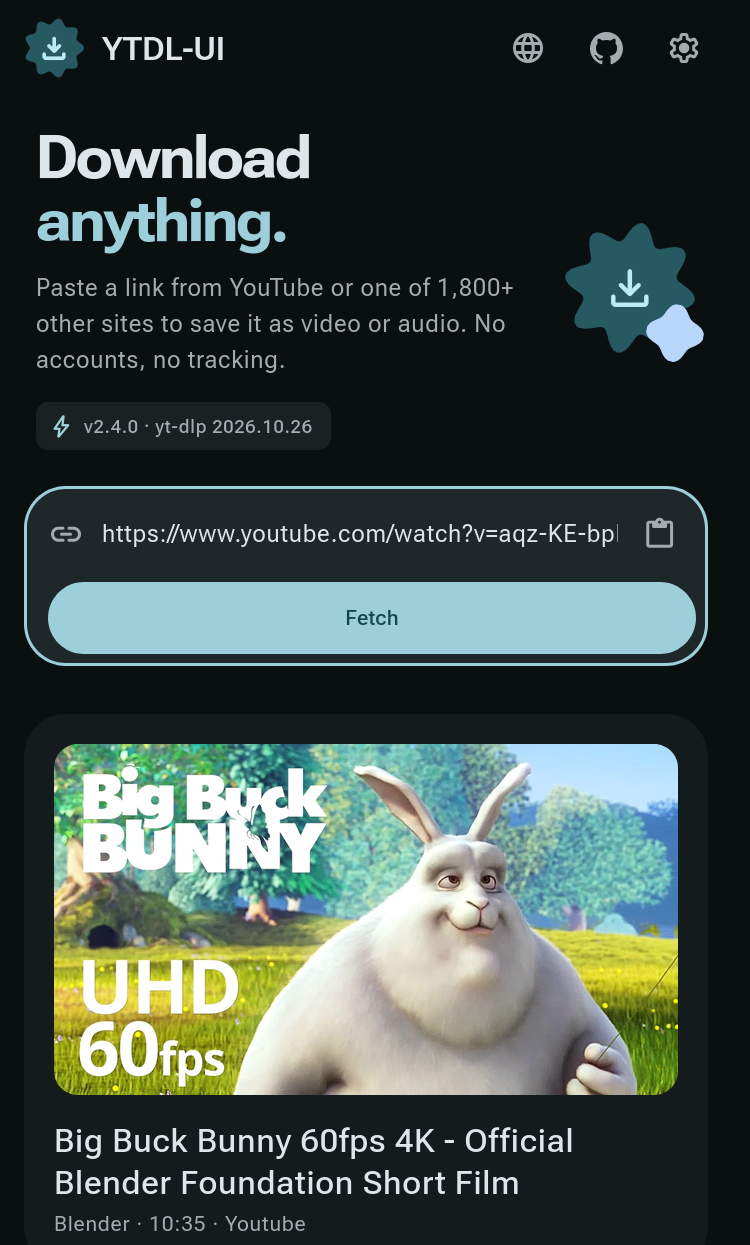 YTDL-UI
Download
anything.
Paste a link from YouTube or one of 1,800+
other sites to save it as video or audio. No
accounts, no tracking.
v2.4.0 · yt-dlp 2026.10.26
https://www.youtube.com/watch?v=aqz-KE-bp
Fetch
Big Buck
BUNNY
UHD
60fps
Big Buck Bunny 60fps 4K - Official
Blender Foundation Short Film
Blender · 10:35 · Youtube